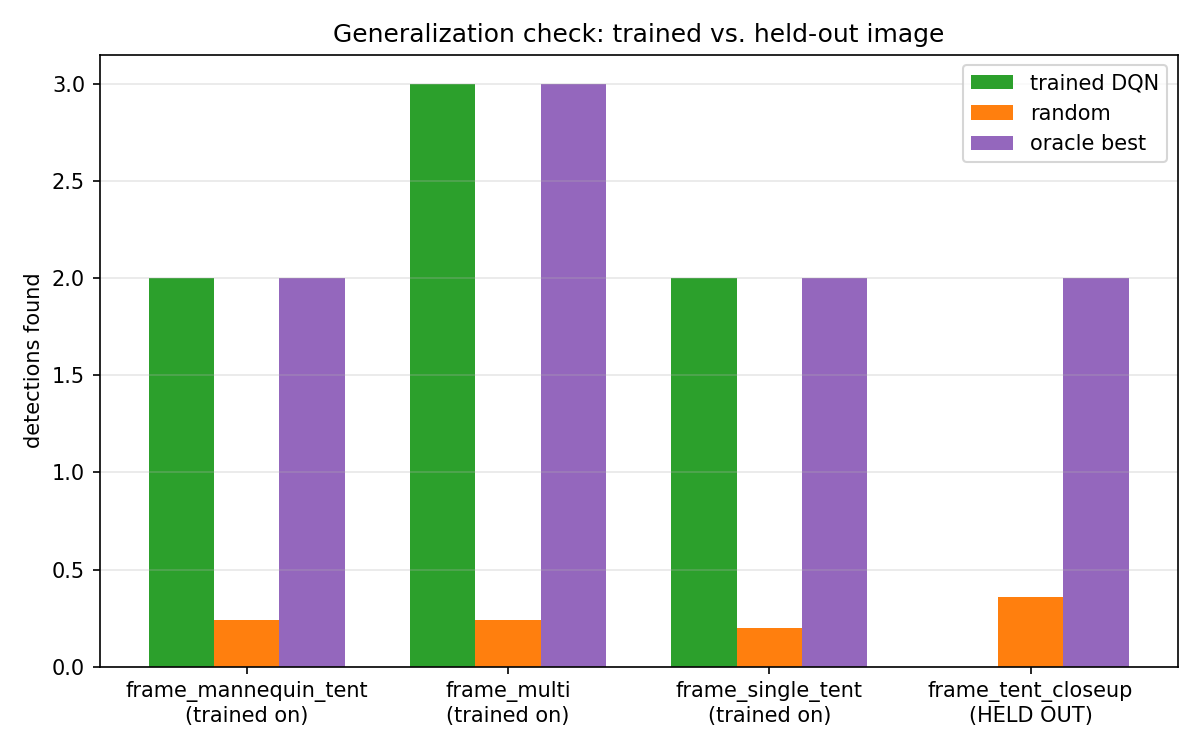 Generalization check: trained vs. held-out image
trained DQN
random
oracle best
detections found
3.0
2.5
2.0
1.5
1.0
0.5
0.0
frame_mannequin_tent
(trained on)
frame_multi
(trained on)
frame_single_tent
(trained on)
frame_tent_closeup
(HELD OUT)